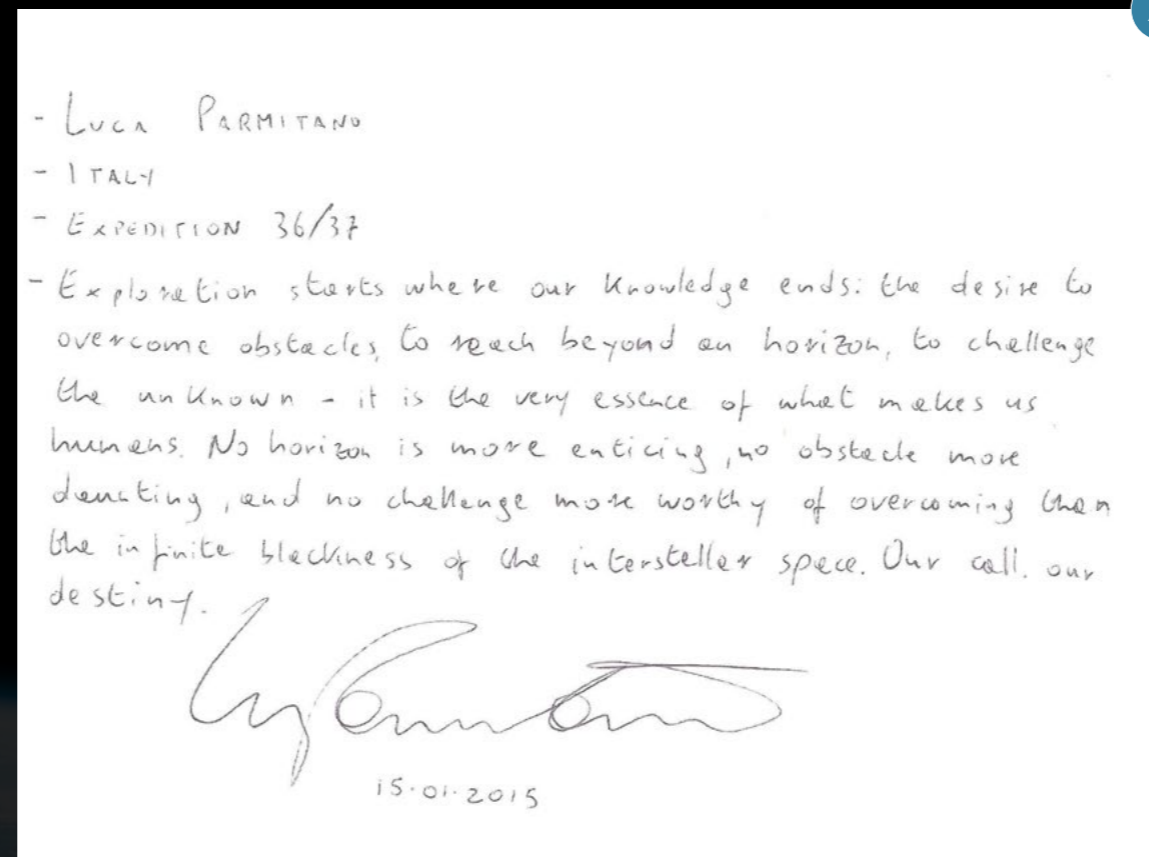 - LUCA PARMITANO
- ITALY
- EXPEDITION 36/37
- Exploration starts where our knowledge ends: the desire to
overcome obstacles, to reach beyond an horizon, to challenge
the unknown - it is the very essence of what makes us
humans. No horizon is more enticing, no obstacle more
daunting, and no challenge more worthy of overcoming than
the infinite blackness of the interstellar space. Our call. our
destiny.
15.01.2015